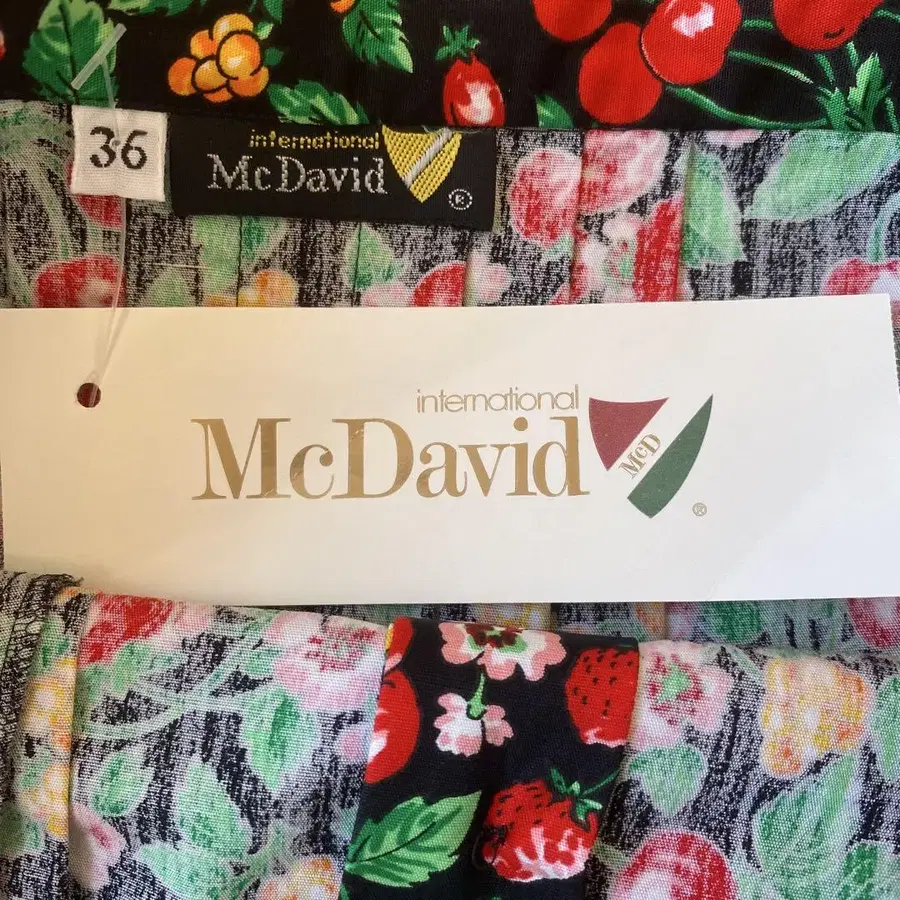 36
international
McDavid
®
international
McDavid
McD
®